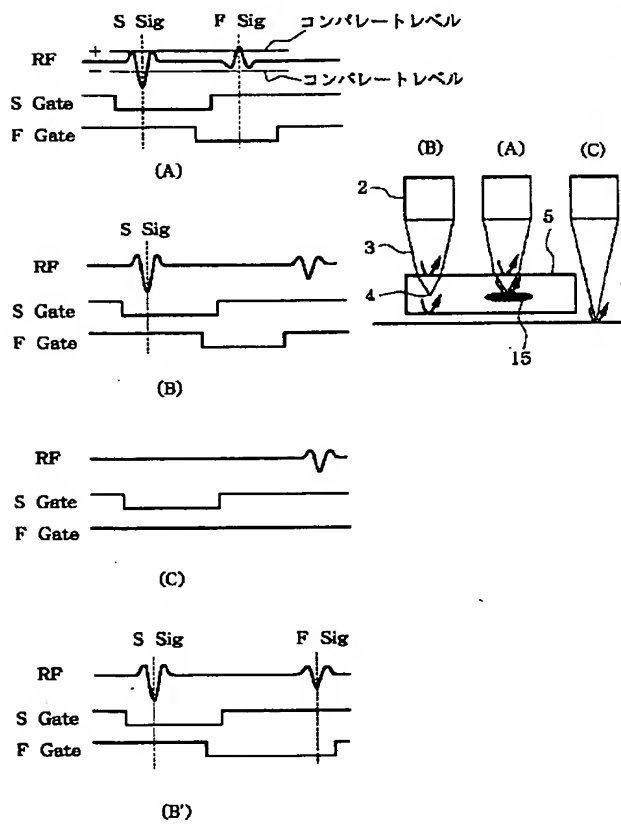 S Sig F Sig
コンパレートレベル
RF + −
コンパレートレベル
S Gate
F Gate
(A)
(B) (A) (C)
2
5
3
4
15
S Sig
RF
S Gate
F Gate
(B)
RF
S Gate
F Gate
(C)
S Sig F Sig
RF
S Gate
F Gate
(B')